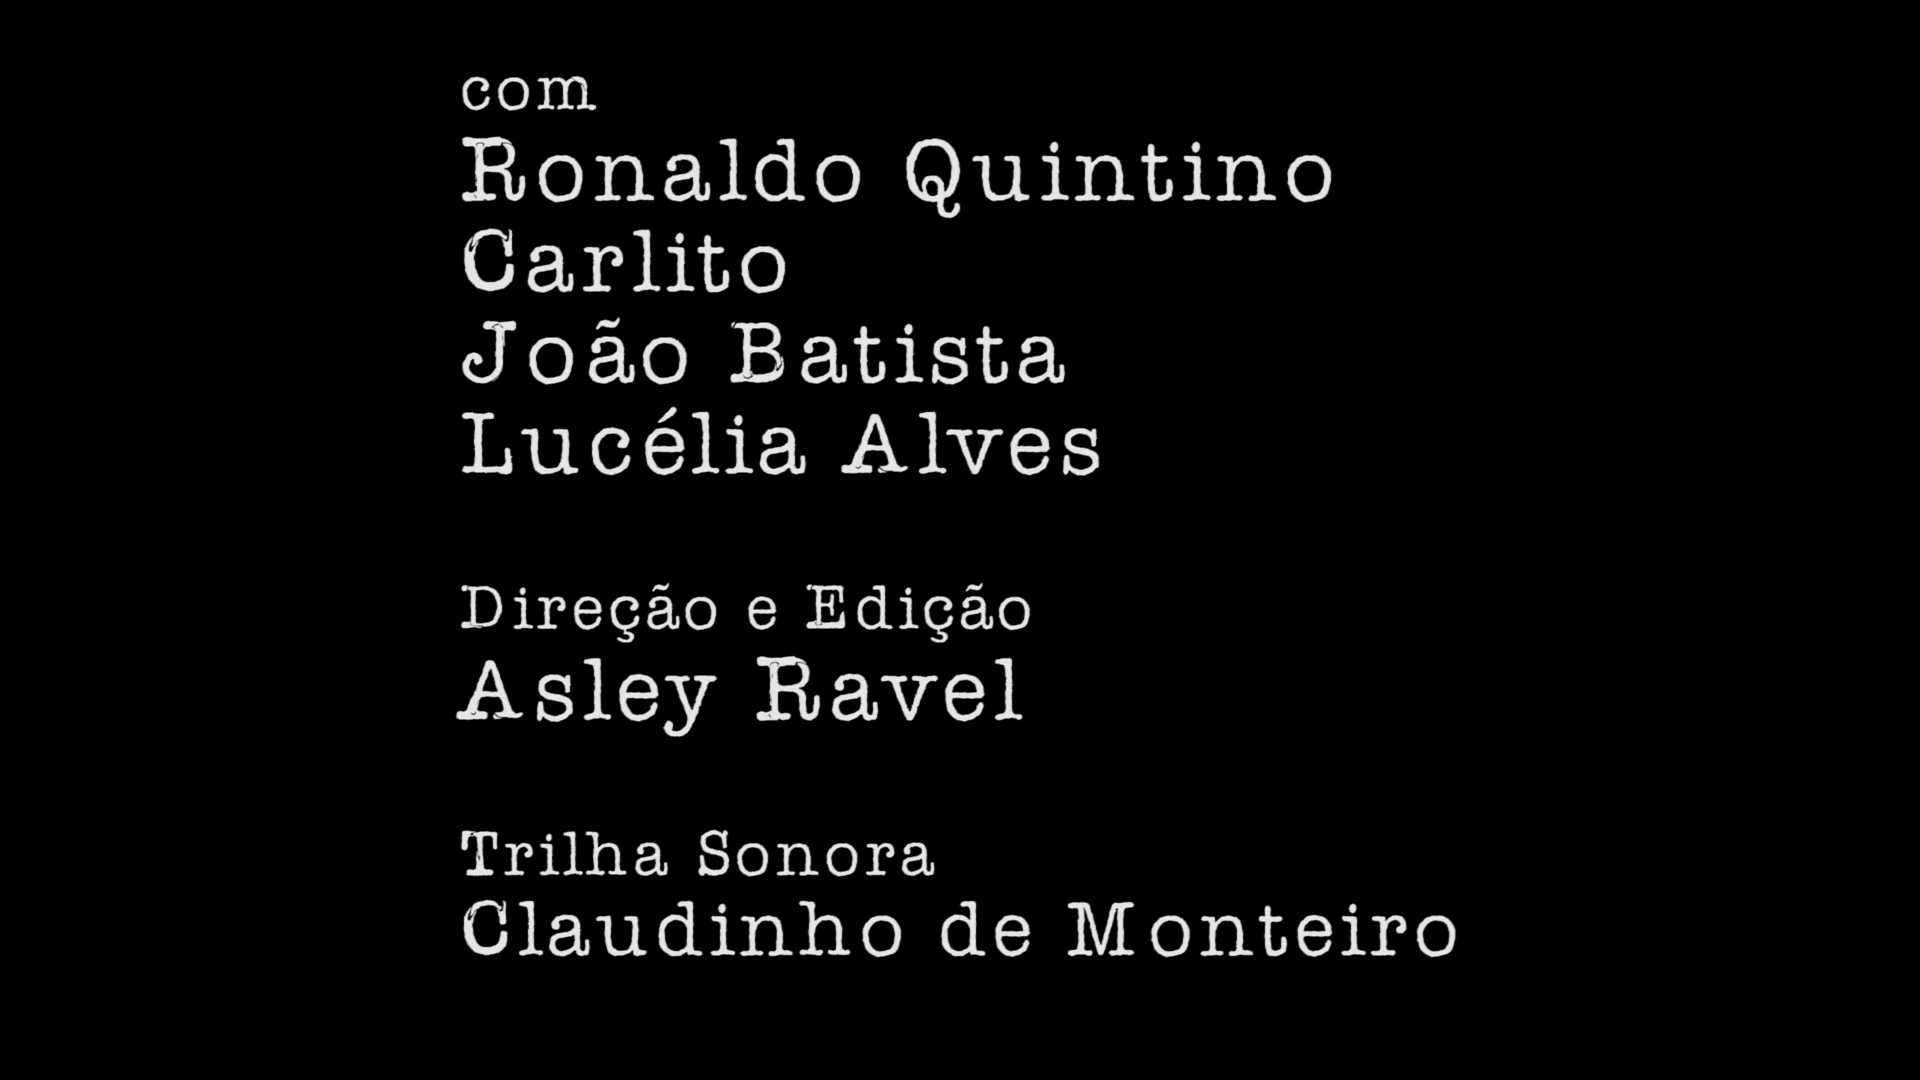 com
Ronaldo Quintino
Carlito
João Batista
Lucélia Alves
Direção e Edição
Asley Ravel
Trilha Sonora
Claudinho de Monteiro